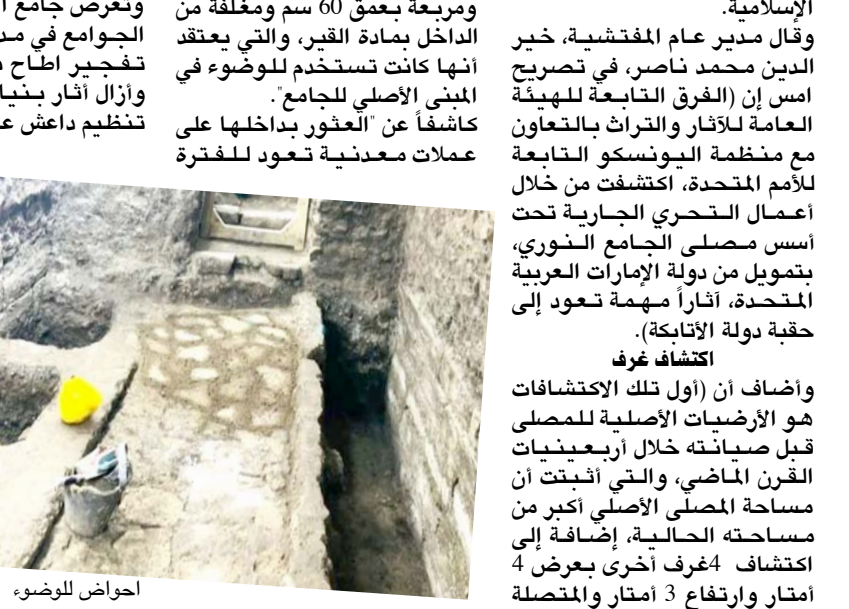 الإسلامية.
وقال مدير عام المفتشية، خير
الدين محمد ناصر، في تصريح
امس إن (الفرق التابعة للهيئة
العامة للآثار والتراث بالتعاون
مع منظمة اليونسكو التابعة
للأمم المتحدة، اكتشفت من خلال
أعمال التحري الجارية تحت
أسس مصلى الجامع النوري،
بتمويل من دولة الإمارات العربية
المتحدة، آثاراً مهمة تعود إلى
حقبة دولة الأتابكة).
اكتشاف غرف
وأضاف أن (أول تلك الاكتشافات
هو الأرضيات الأصلية للمصلى
قبل صيانته خلال أربعينيات
القرن الماضي، والتي أثبتت أن
مساحة المصلى الأصلي أكبر من
مساحته الحالية، إضافة إلى
اكتشاف 4غرف أخرى بعرض 4
أمتار وارتفاع 3 أمتار والمتصلة
ومربعة بعمق 60 سم ومغلفة من
الداخل بمادة القير، والتي يعتقد
أنها كانت تستخدم للوضوء في
المبنى الأصلي للجامع".
كاشفاً عن "العثور بداخلها على
عملات معدنية تعود للفترة
احواض للوضوء
وتعرض جامع
الجوامع في
تفجير اطاح
وأزال أثار
تنظيم داعش